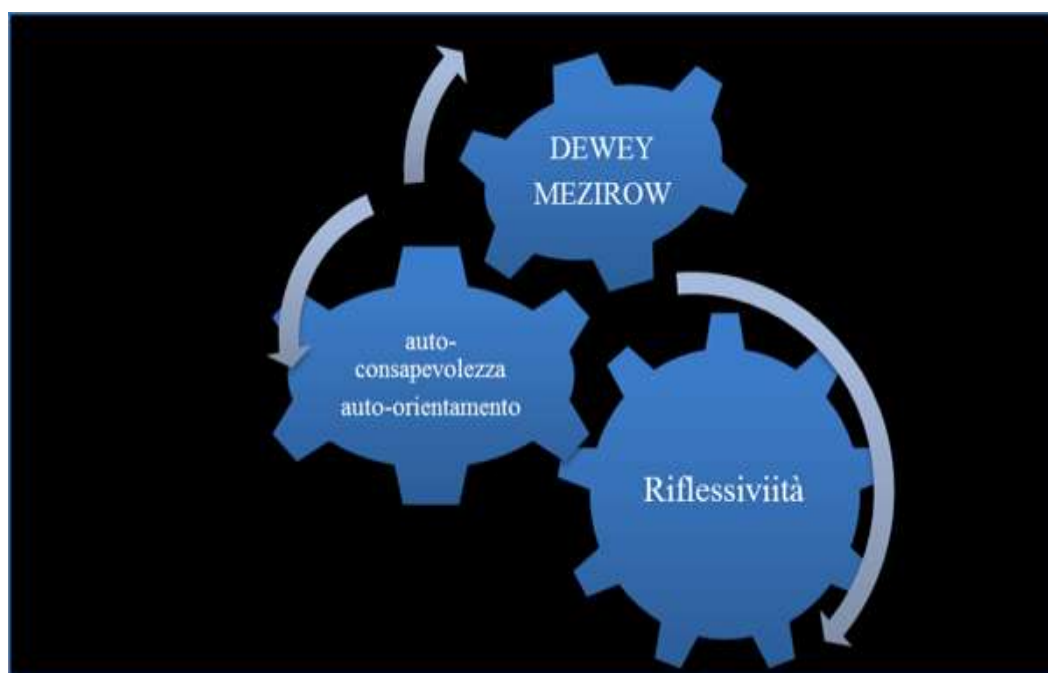 DEWEY
MEZIROW
auto-
consapevolezza
auto-orientamento
Riflessiviità